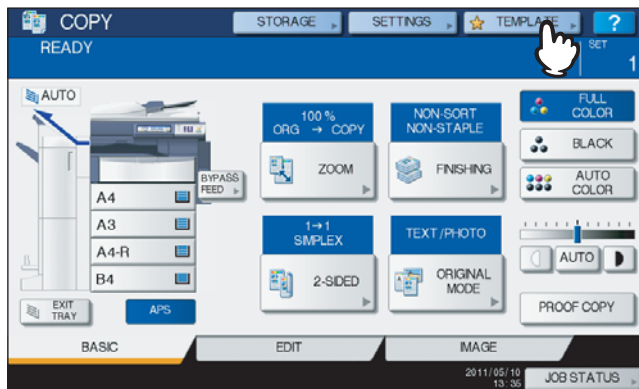 COPY
STORAGE
SETTINGS
TEMPLATE
?
READY
SET
1
AUTO
100 %
ORG → COPY
ZOOM
NON-SORT
NON-STAPLE
FINISHING
FULL
COLOR
BLACK
AUTO
COLOR
BYPASS
FEED
A4
A3
A4-R
B4
1→1
SIMPLEX
2-SIDED
TEXT/PHOTO
ORIGINAL
MODE
AUTO
EXIT
TRAY
APS
PROOF COPY
BASIC
EDIT
IMAGE
2011/05/10
13:35
JOB STATUS